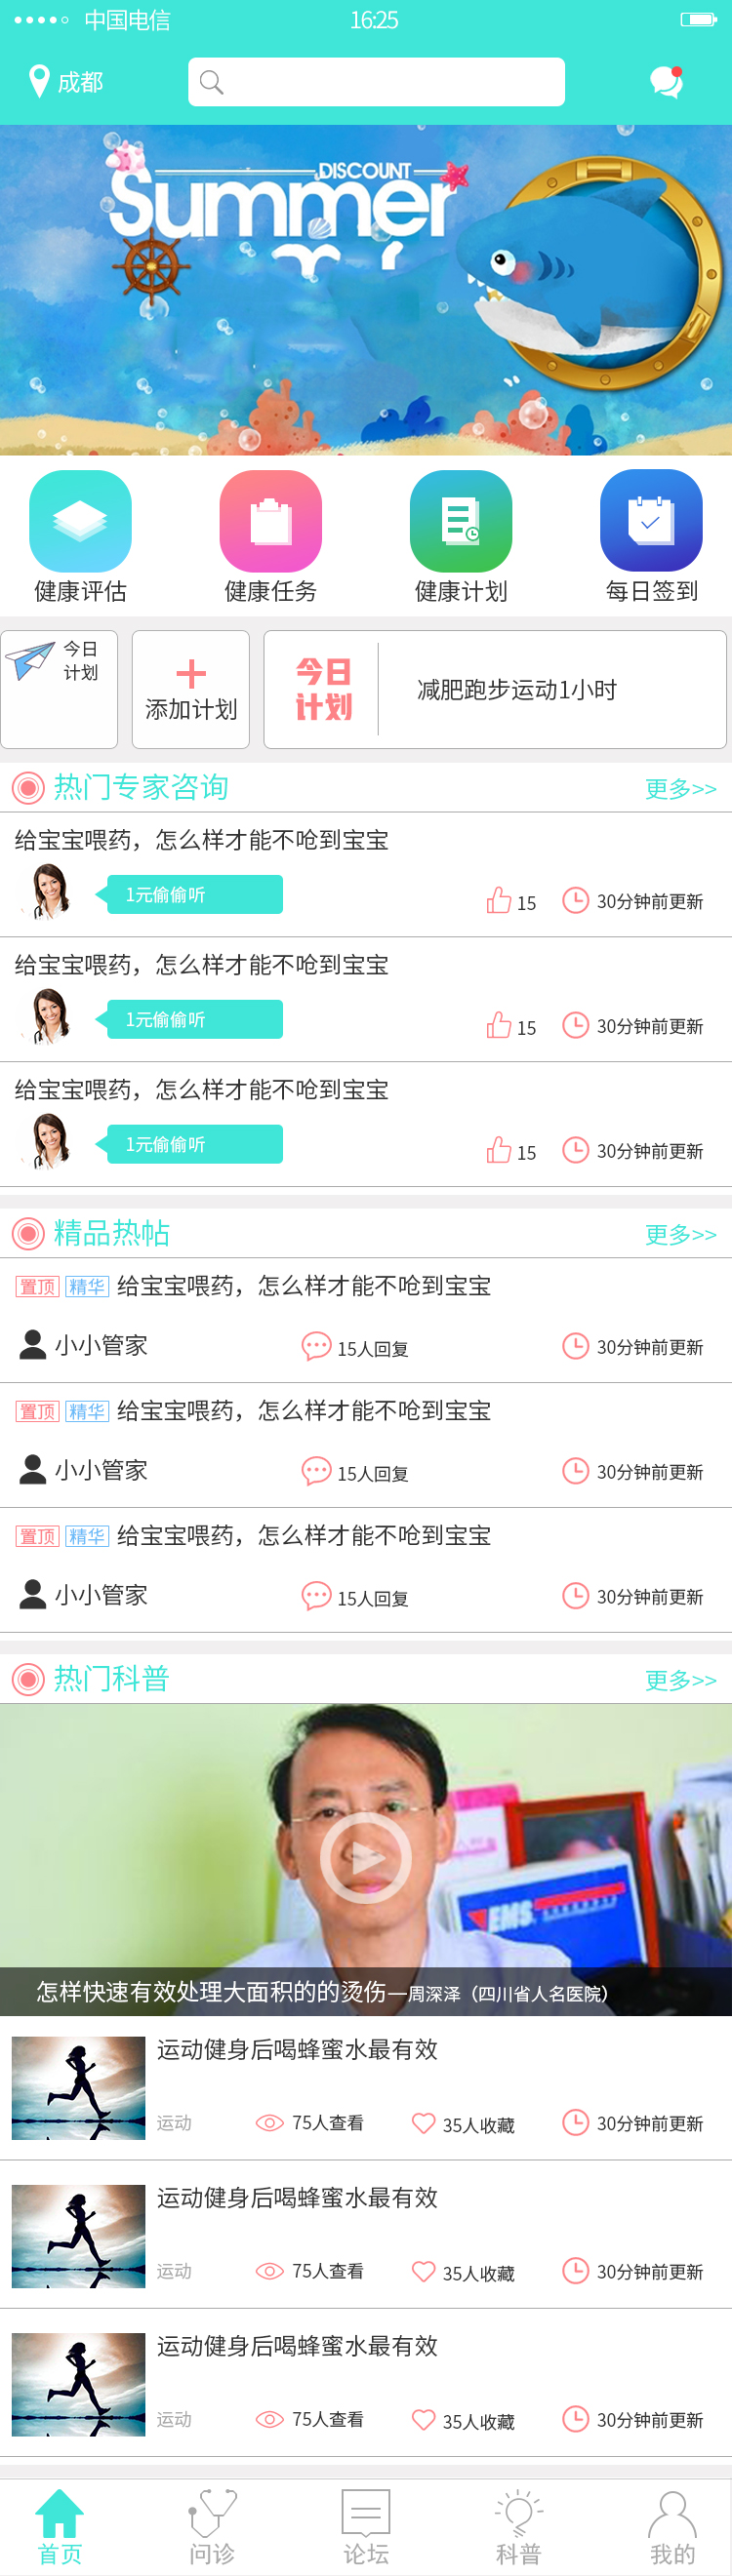 中国电信 16:25
成都
DISCOUNT
Summer
健康评估 健康任务 健康计划 每日签到
今日
计划
添加计划
今日
计划
减肥跑步运动1小时
热门专家咨询 更多>>
给宝宝喂药，怎么样才能不呛到宝宝
1元偷偷听 15 30分钟前更新
给宝宝喂药，怎么样才能不呛到宝宝
1元偷偷听 15 30分钟前更新
给宝宝喂药，怎么样才能不呛到宝宝
1元偷偷听 15 30分钟前更新
精品热帖 更多>>
置顶 精华 给宝宝喂药，怎么样才能不呛到宝宝
小小管家 15人回复 30分钟前更新
置顶 精华 给宝宝喂药，怎么样才能不呛到宝宝
小小管家 15人回复 30分钟前更新
置顶 精华 给宝宝喂药，怎么样才能不呛到宝宝
小小管家 15人回复 30分钟前更新
热门科普 更多>>
EMS
怎样快速有效处理大面积的的烫伤—周深泽（四川省人名医院）
运动健身后喝蜂蜜水最有效
运动 75人查看 35人收藏 30分钟前更新
运动健身后喝蜂蜜水最有效
运动 75人查看 35人收藏 30分钟前更新
运动健身后喝蜂蜜水最有效
运动 75人查看 35人收藏 30分钟前更新
首页 问诊 论坛 科普 我的